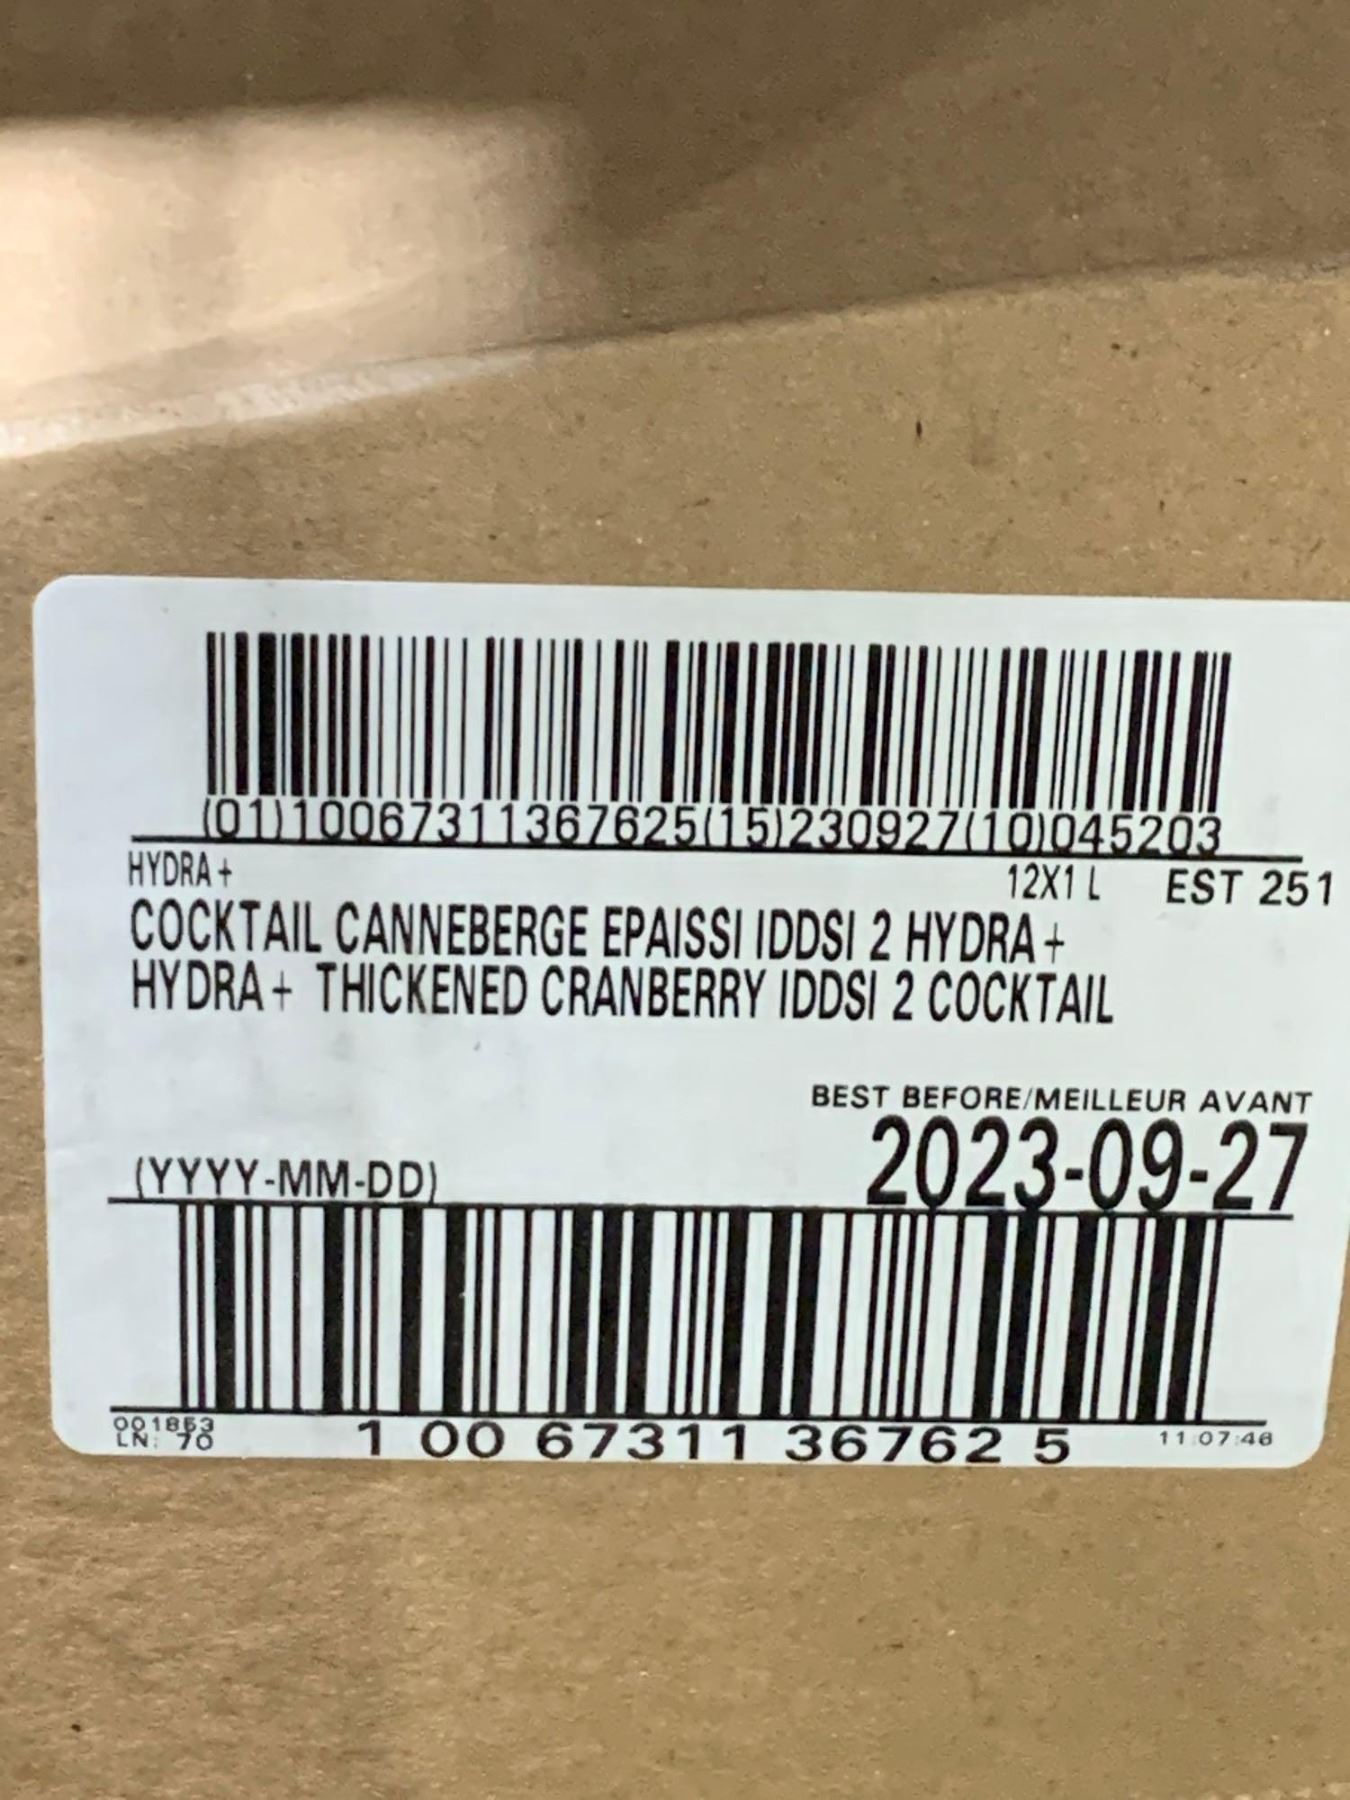 (01)10067311367625(15)230927(10)045203
HYDRA+ 12X1 L EST 251
COCKTAIL CANNEBERGE EPAISSI IDDSI 2 HYDRA+
HYDRA+ THICKENED CRANBERRY IDDSI 2 COCKTAIL
BEST BEFORE/MEILLEUR AVANT
(YYYY-MM-DD) 2023-09-27
001853
LN: 70 1 00 67311 36762 5 11:07:46